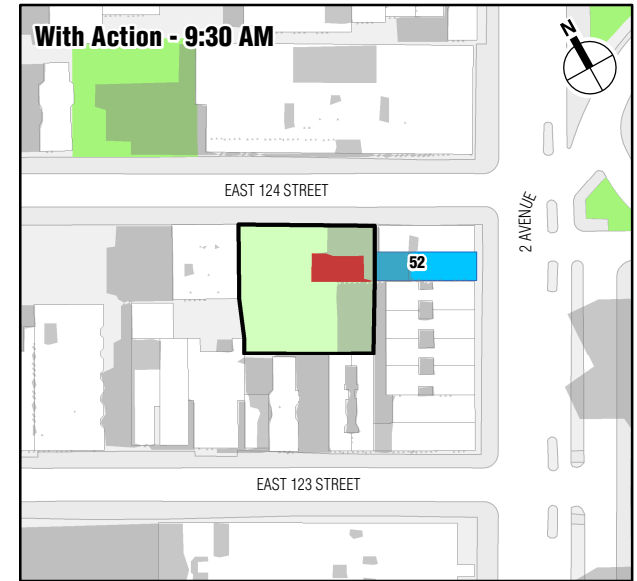 With Action - 9:30 AM
N
EAST 124 STREET
2 AVENUE
52
EAST 123 STREET